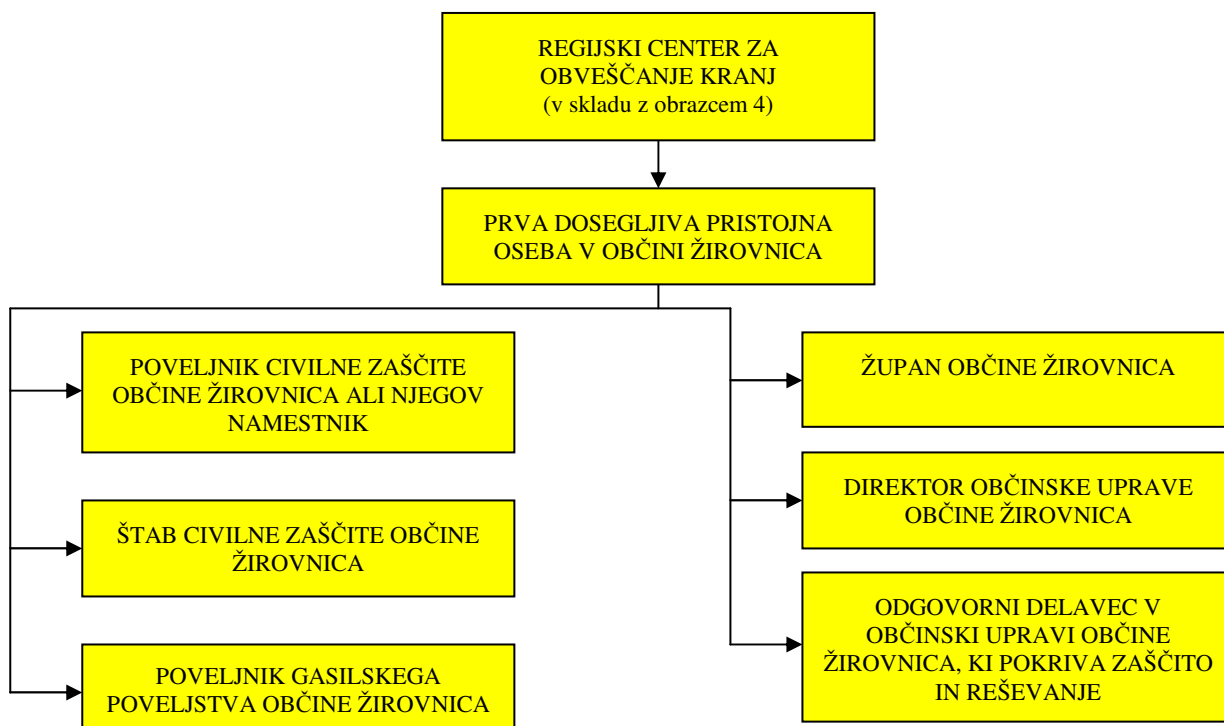 REGIJSKI CENTER ZA
OBVEŠČANJE KRANJ
(v skladu z obrazcem 4)
PRVA DOSEGLJIVA PRISTOJNA
OSEBA V OBČINI ŽIROVNICA
POVELJNIK CIVILNE ZAŠČITE
OBČINE ŽIROVNICA ALI NJEGOV
NAMESTNIK
ŠTAB CIVILNE ZAŠČITE OBČINE
ŽIROVNICA
POVELJNIK GASILSKEGA
POVELJSTVA OBČINE ŽIROVNICA
ŽUPAN OBČINE ŽIROVNICA
DIREKTOR OBČINSKE UPRAVE
OBČINE ŽIROVNICA
ODGOVORNI DELAVEC V
OBČINSKI UPRAVI OBČINE
ŽIROVNICA, KI POKRIVA ZAŠČITO
IN REŠEVANJE